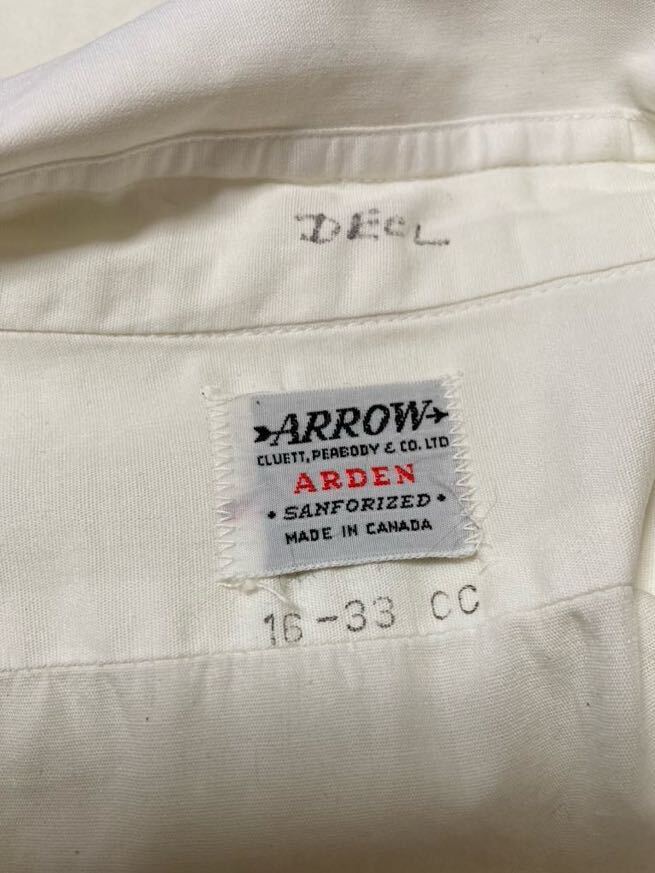 DECL
ARROW
CLUETT, PEABODY & CO. LTD
ARDEN
• SANFORIZED •
MADE IN CANADA
16-33 CC